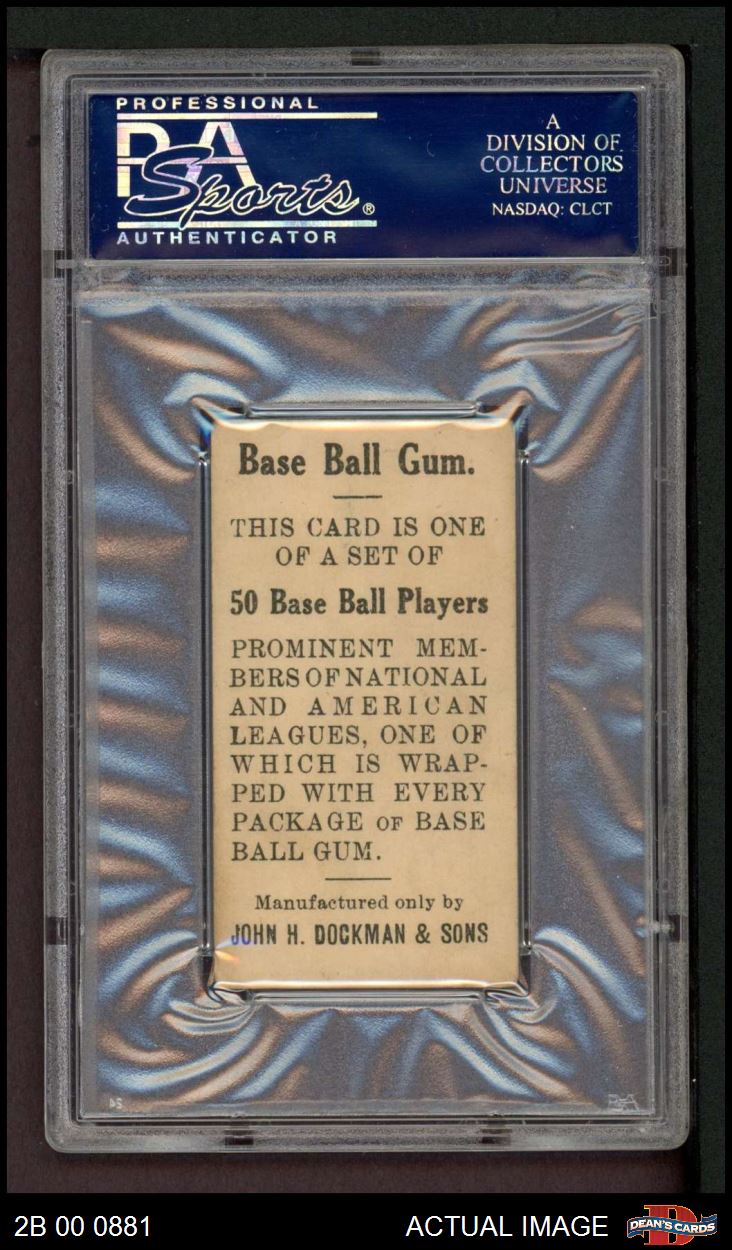 PROFESSIONAL
PSA
Sports®
AUTHENTICATOR
A
DIVISION OF
COLLECTORS
UNIVERSE
NASDAQ: CLCT
Base Ball Gum.
THIS CARD IS ONE
OF A SET OF
50 Base Ball Players
PROMINENT MEM-
BERS OF NATIONAL
AND AMERICAN
LEAGUES, ONE OF
WHICH IS WRAP-
PED WITH EVERY
PACKAGE OF BASE
BALL GUM.
Manufactured only by
JOHN H. DOCKMAN & SONS
PSA
2B 00 0881
ACTUAL IMAGE
DEAN'S CARDS